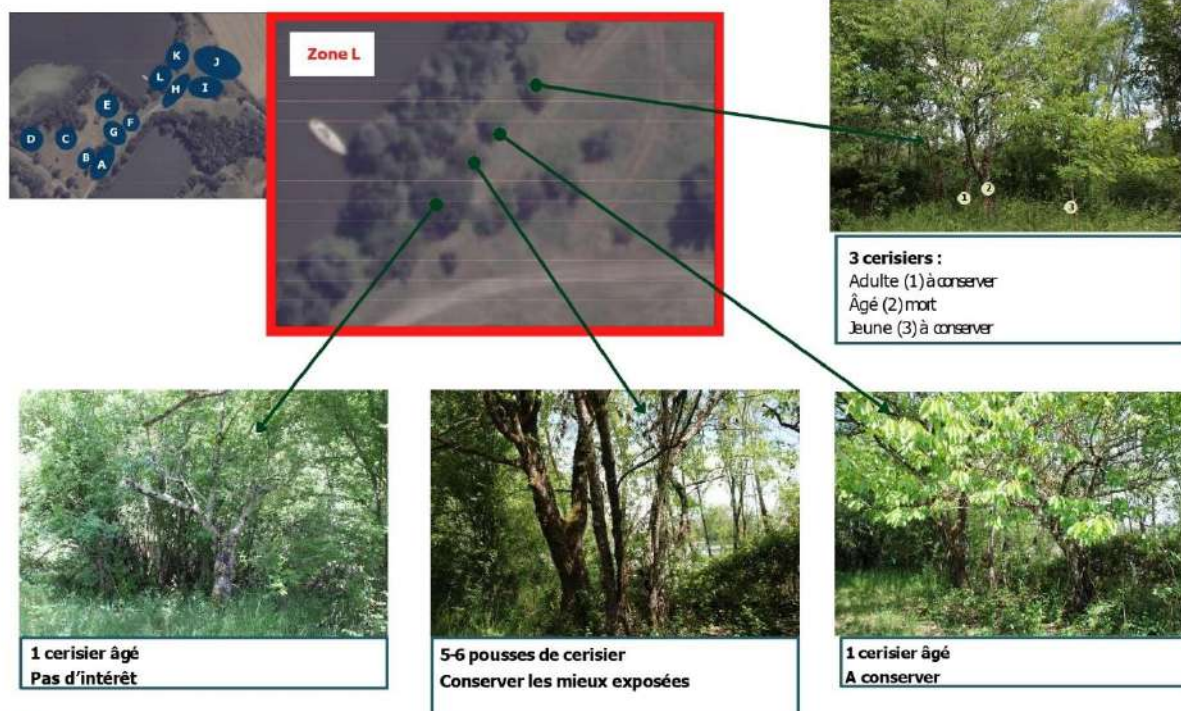 K
J
L
H
I
E
F
G
D
C
B
A
Zone L
1
2
3
3 cerisiers :
Adulte (1) à conserver
Âgé (2) mort
Jeune (3) à conserver
1 cerisier âgé
Pas d'intérêt
5-6 pousses de cerisier
Conserver les mieux exposées
1 cerisier âgé
A conserver